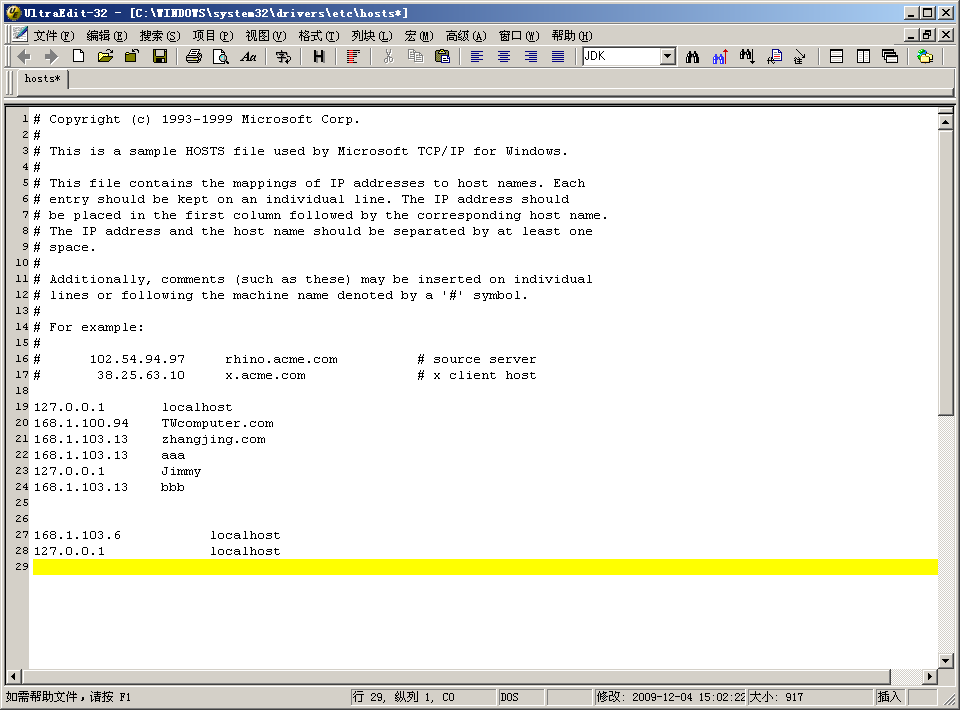 UltraEdit-32 - [C:\WINDOWS\system32\drivers\etc\hosts*]
文件(F) 编辑(E) 搜索(S) 项目(P) 视图(V) 格式(T) 列块(L) 宏(M) 高级(A) 窗口(W) 帮助(H)
Aa H JDK
hosts*
1 # Copyright (c) 1993-1999 Microsoft Corp.
2 #
3 # This is a sample HOSTS file used by Microsoft TCP/IP for Windows.
4 #
5 # This file contains the mappings of IP addresses to host names. Each
6 # entry should be kept on an individual line. The IP address should
7 # be placed in the first column followed by the corresponding host name.
8 # The IP address and the host name should be separated by at least one
9 # space.
10 #
11 # Additionally, comments (such as these) may be inserted on individual
12 # lines or following the machine name denoted by a '#' symbol.
13 #
14 # For example:
15 #
16 # 102.54.94.97 rhino.acme.com # source server
17 # 38.25.63.10 x.acme.com # x client host
18
19 127.0.0.1 localhost
20 168.1.100.94 TWcomputer.com
21 168.1.103.13 zhangjing.com
22 168.1.103.13 aaa
23 127.0.0.1 Jimmy
24 168.1.103.13 bbb
25
26
27 168.1.103.6 localhost
28 127.0.0.1 localhost
29
如需帮助文件，请按 F1 行 29, 纵列 1, C0 DOS 修改: 2009-12-04 15:02:22 大小: 917 插入